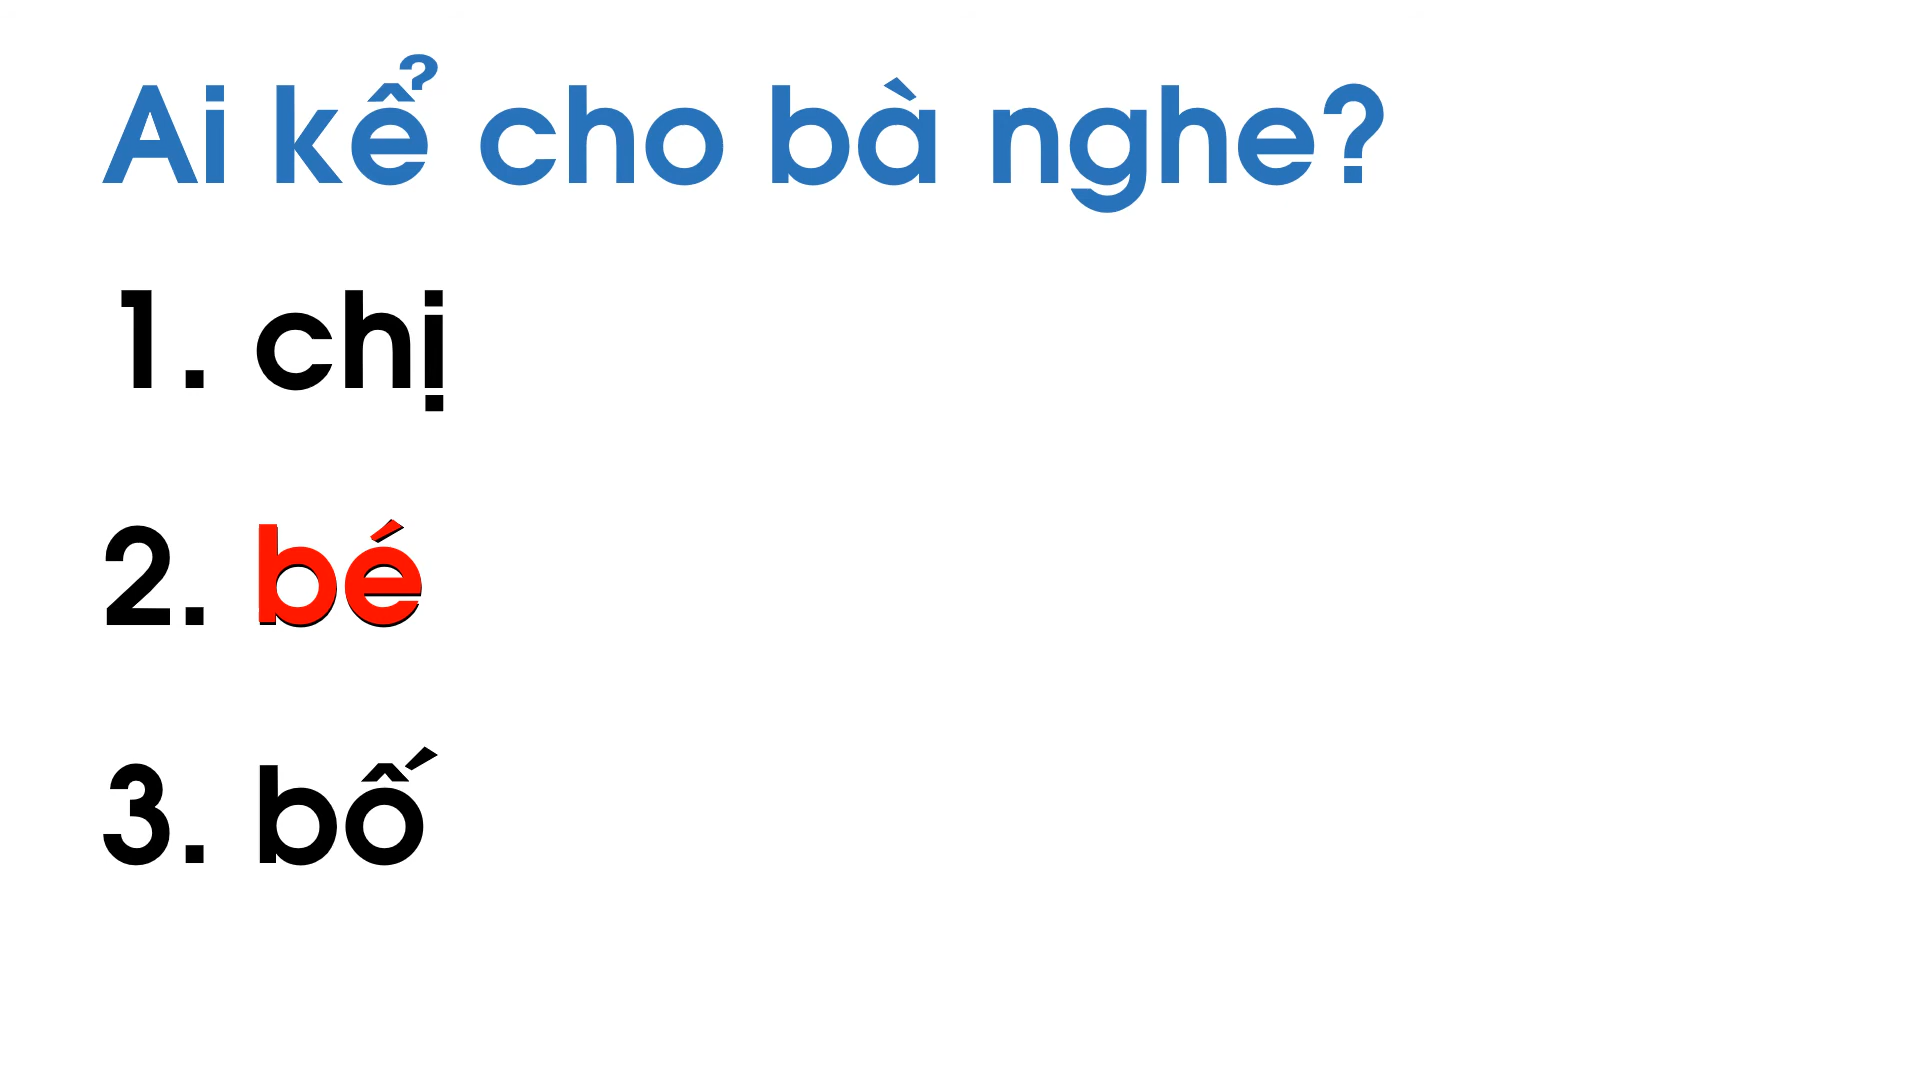 Ai kể cho bà nghe?
1. chị
2. bé
3. bố